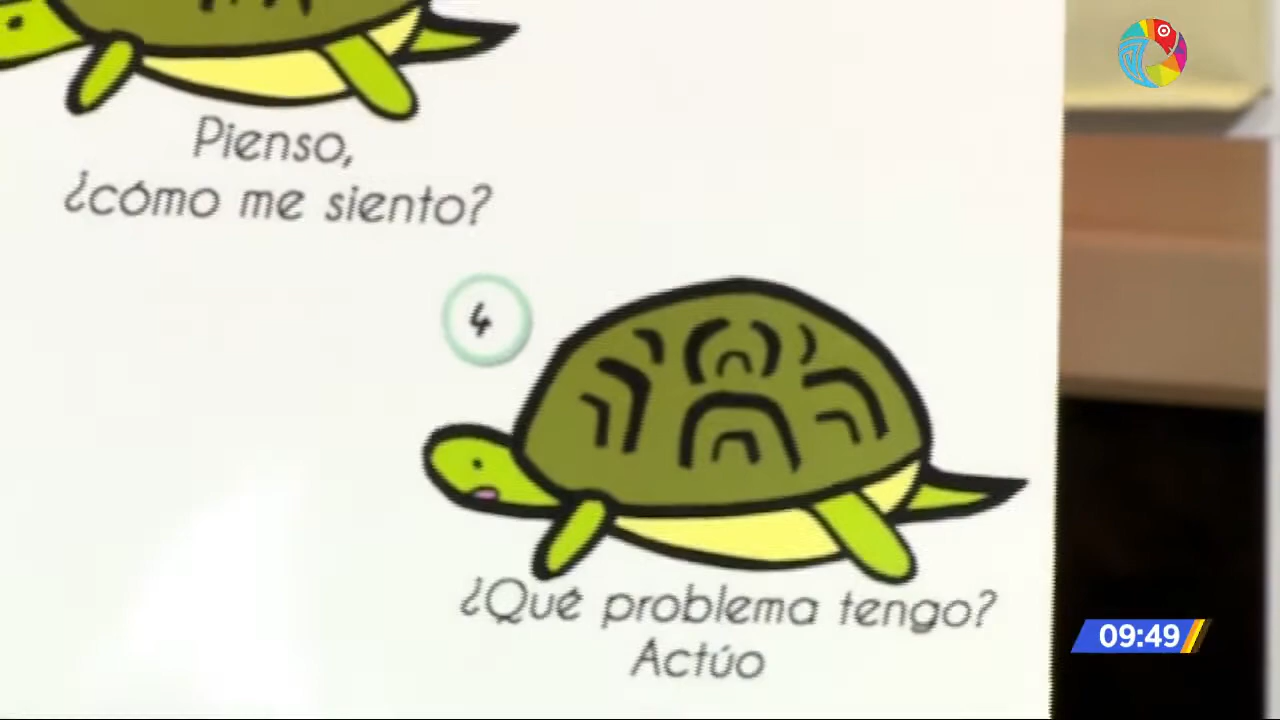 Pienso,
¿cómo me siento?
4
¿Qué problema tengo?
Actúo
09:49